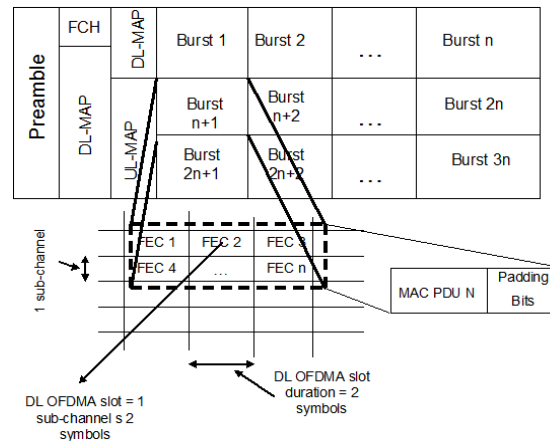 Preamble
FCH
DL-MAP
DL-MAP
UL-MAP
Burst 1
Burst 2
...
Burst n
Burst
n+1
Burst
n+2
...
Burst 2n
Burst
2n+1
Burst
2n+2
...
Burst 3n
1 sub-channel
FEC 1
FEC 2
FEC 3
FEC 4
...
FEC n
MAC PDU N
Padding
Bits
DL OFDMA slot = 1
sub-channel s 2
symbols
DL OFDMA slot
duration = 2
symbols